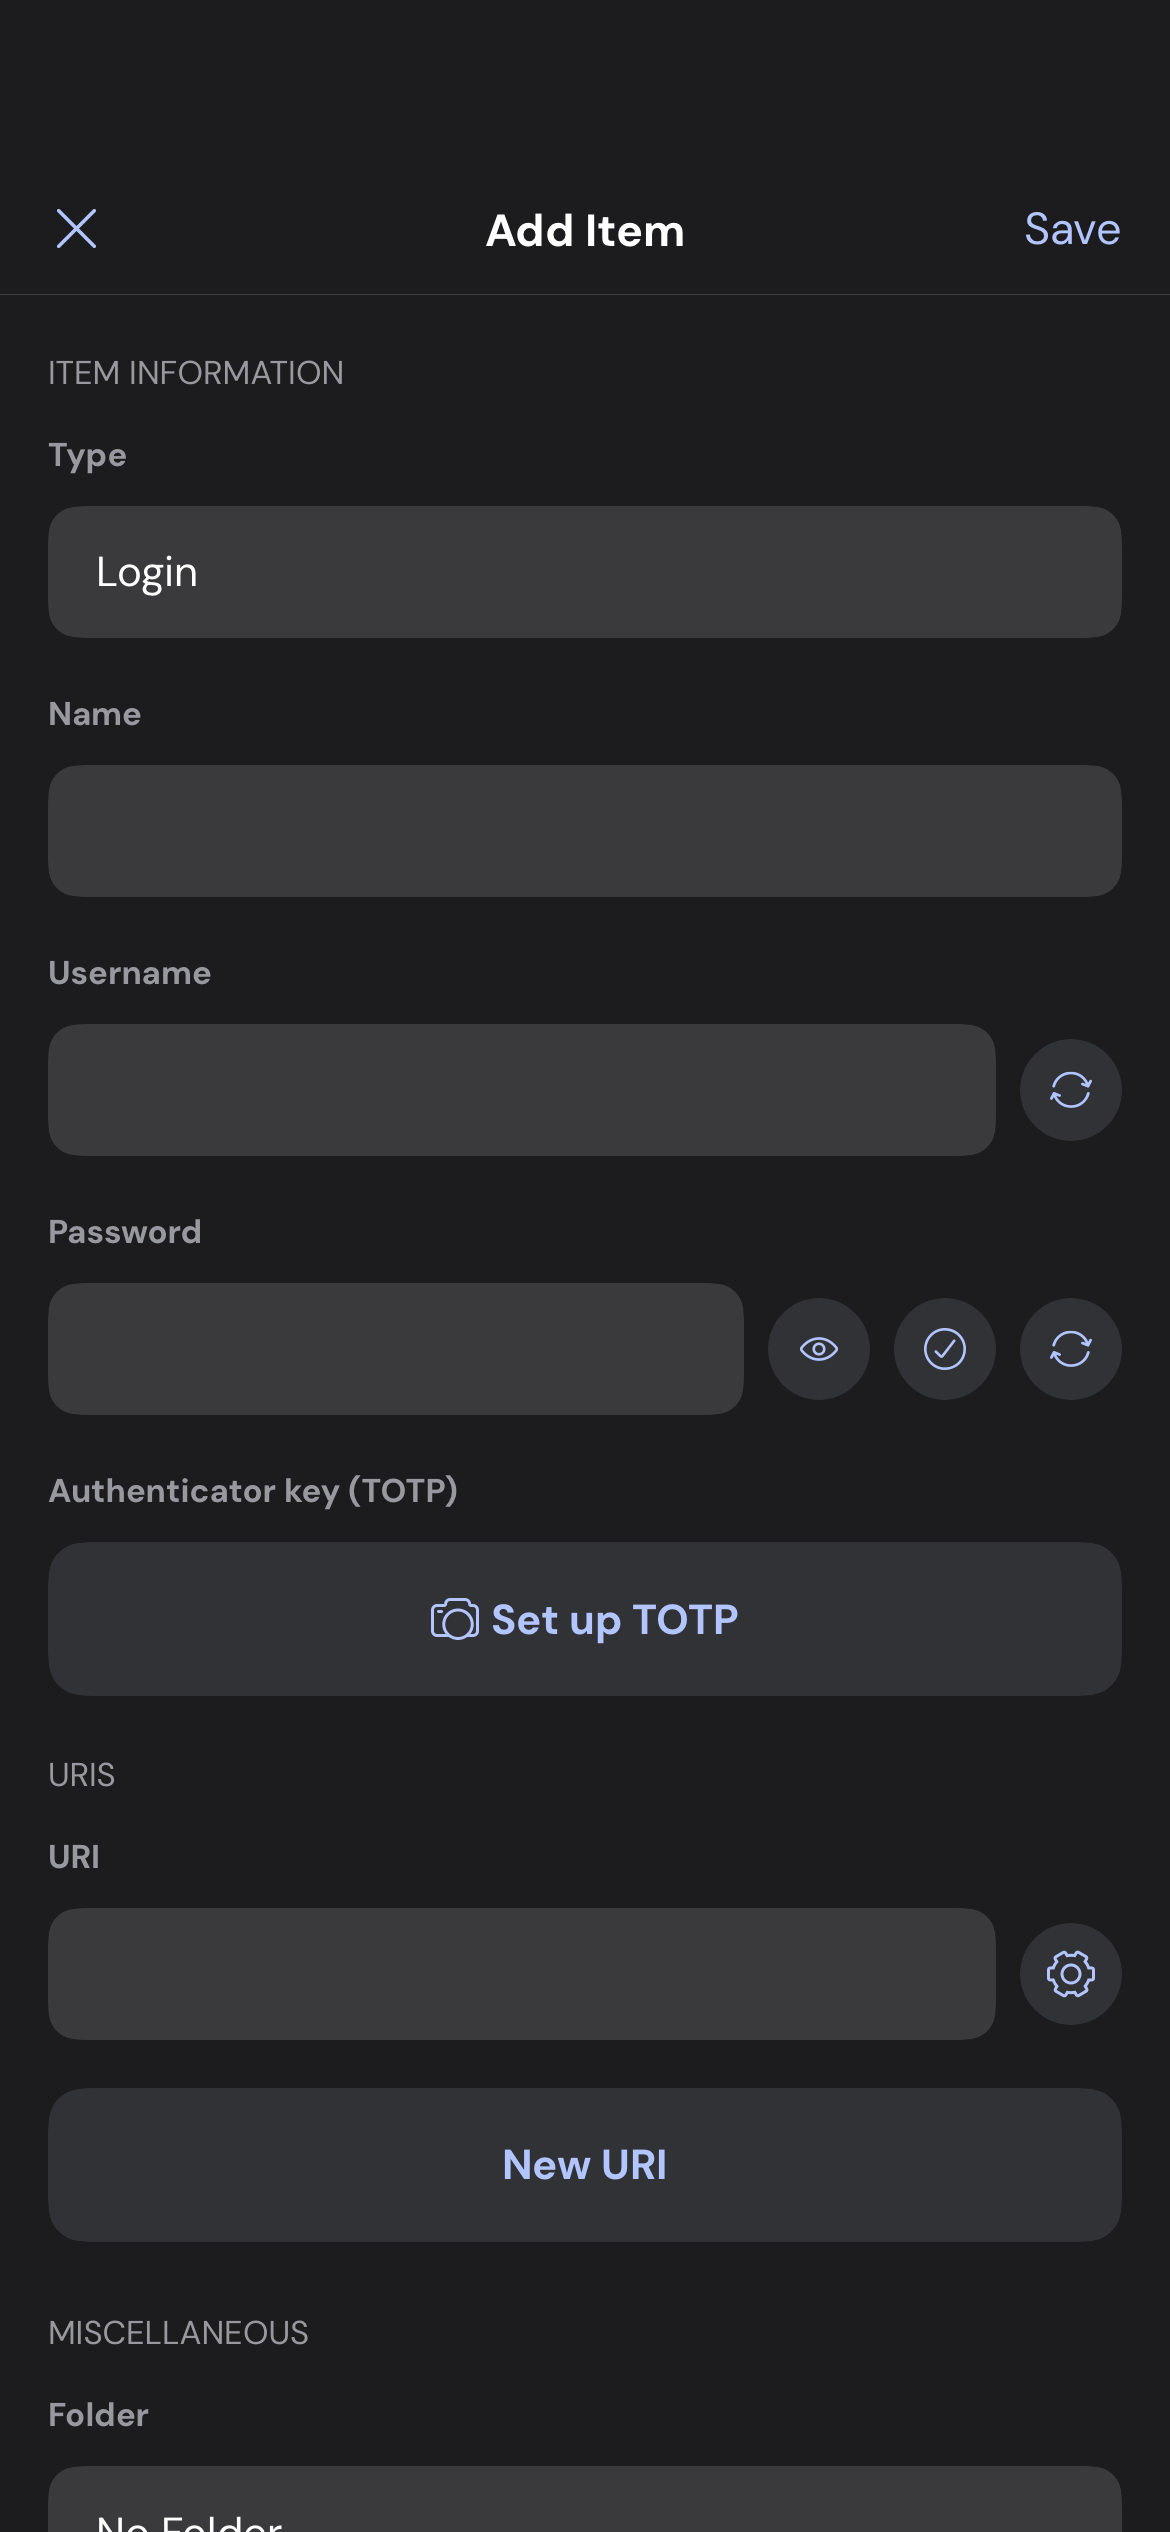 Add Item
Save
ITEM INFORMATION
Type
Login
Name
Username
Password
Authenticator key (TOTP)
Set up TOTP
URIS
URI
New URI
MISCELLANEOUS
Folder
No Folder